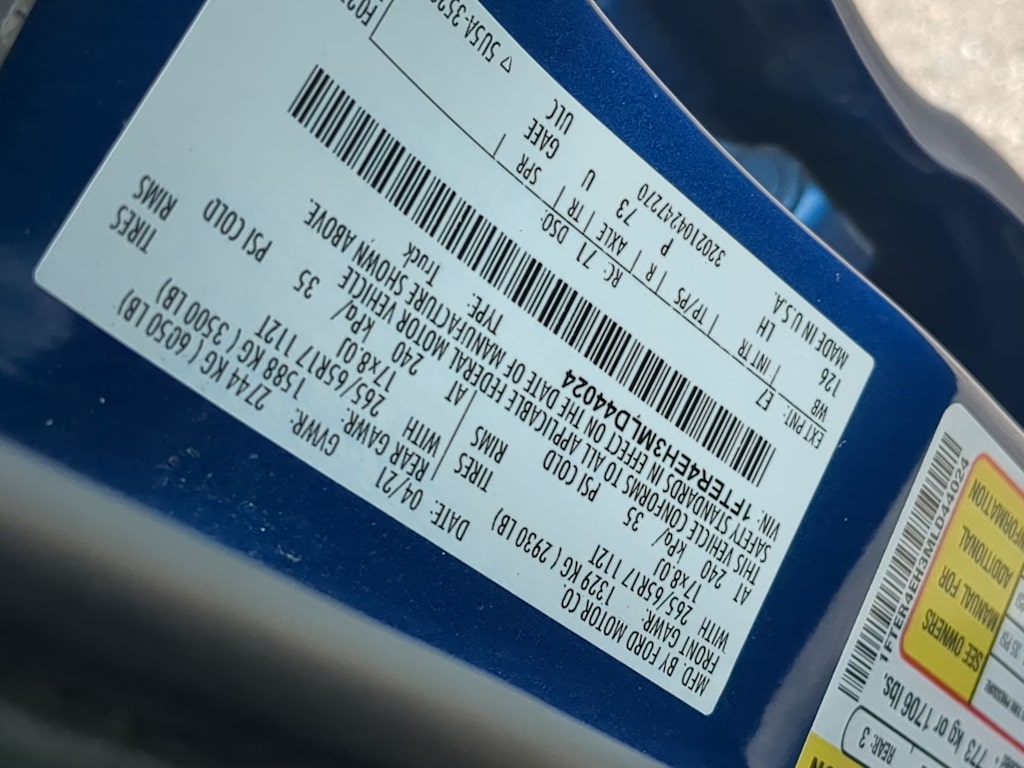 MFD BY FORD MOTOR CO
DATE: 04/21 GVWR: 2744 KG (6050 LB)
FRONT GAWR: 1329 KG (2930 LB) REAR GAWR: 1588 KG (3500 LB)
WITH 265/65R17 112T TIRES WITH 265/65R17 112T TIRES
17x8.0J RIMS 17x8.0J RIMS
AT 240 kPa/ 35 PSI COLD AT 240 kPa/ 35 PSI COLD
THIS VEHICLE CONFORMS TO ALL APPLICABLE FEDERAL MOTOR VEHICLE
SAFETY STANDARDS IN EFFECT ON THE DATE OF MANUFACTURE SHOWN ABOVE.
VIN: 1FTER4EH3MLD44024 TYPE: Truck
EXT PNT: E7 RC: 71 DSO:
WB INT TR TP/PS R AXLE TR SPR
126 LH P 73 U GAEE
ULC
MADE IN U.S.A. 3202104247270
▽ 5USA-352
1FTER4EH3MLD44024
SEE OWNERS
MANUAL FOR
ADDITIONAL
INFORMATION
35 PSI
773 kg or 1706 lbs.
REAR: 3